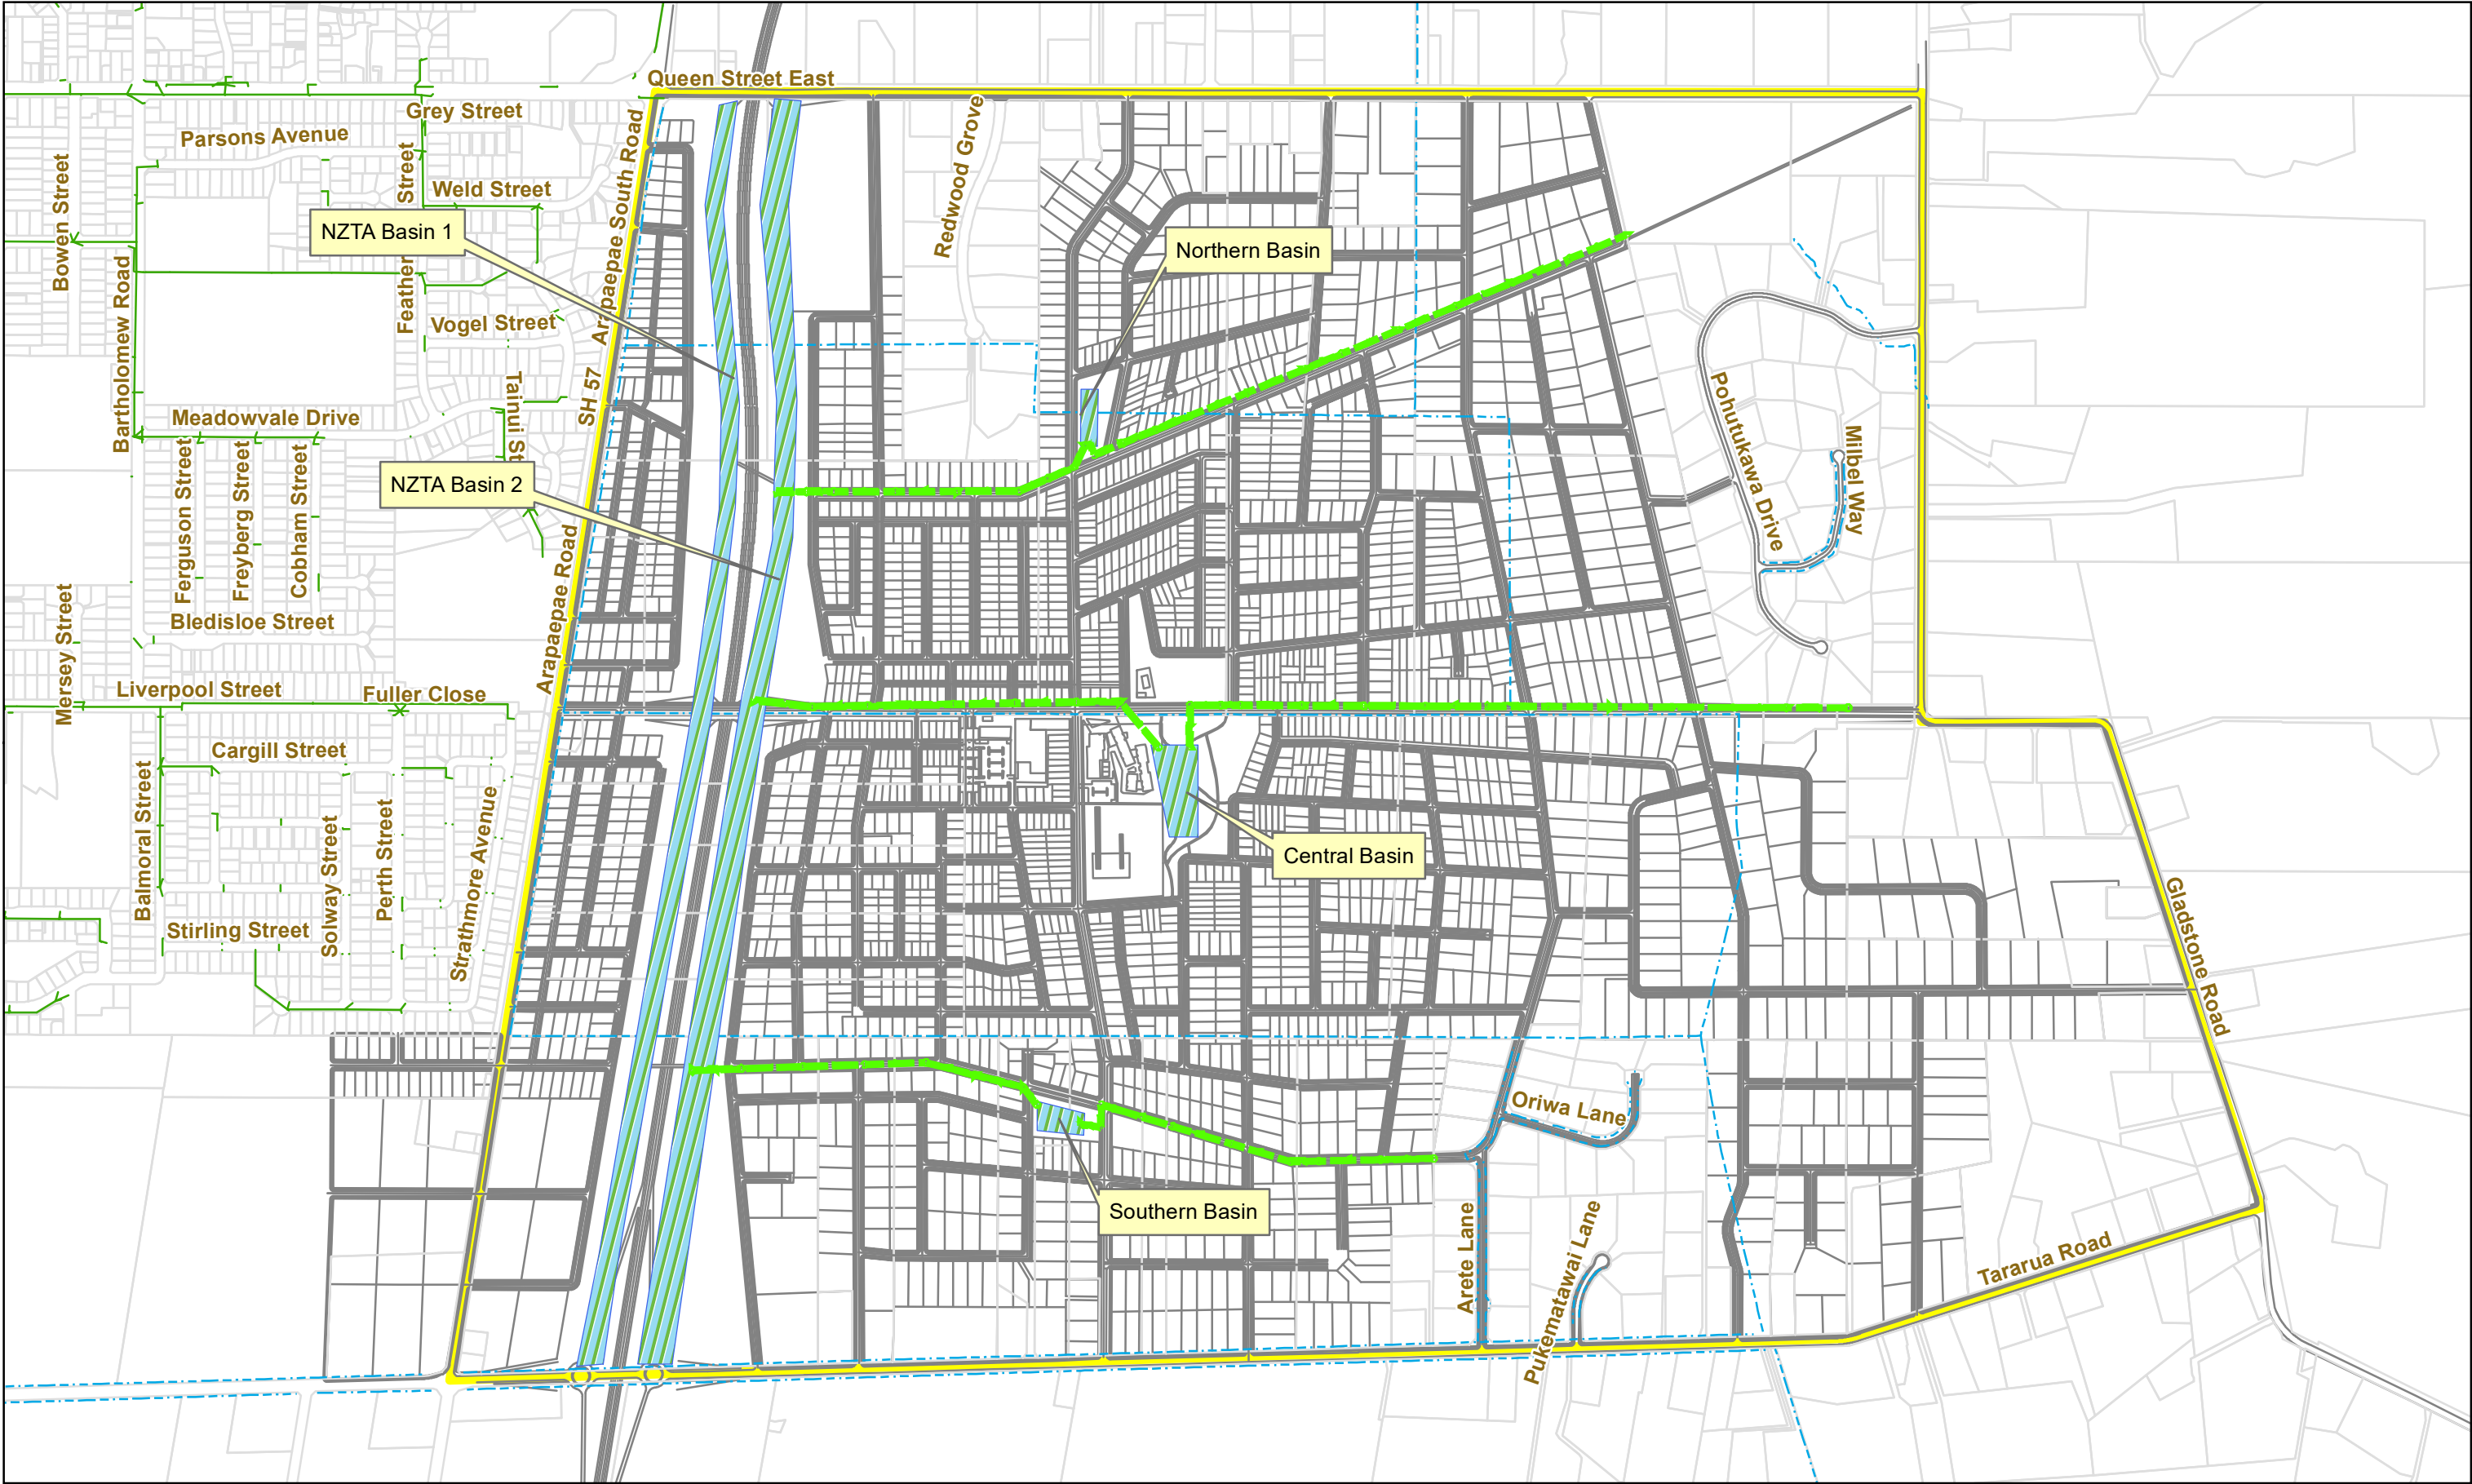 Queen Street East
Grey Street
Parsons Avenue
Bowen Street
Feather Street
Weld Street
Arapaepae South Road
Redwood Grove
NZTA Basin 1
Northern Basin
Bartholomew Road
Vogel Street
SH 57
Tainui St
Meadowvale Drive
Pohutukawa Drive
Milbel Way
NZTA Basin 2
Ferguson Street
Freyberg Street
Cobham Street
Arapaepae Road
Mersey Street
Bledisloe Street
Liverpool Street
Fuller Close
Cargill Street
Balmoral Street
Solway Street
Perth Street
Strathmore Avenue
Stirling Street
Central Basin
Gladstone Road
Oriwa Lane
Southern Basin
Arete Lane
Pukematawai Lane
Tararua Road